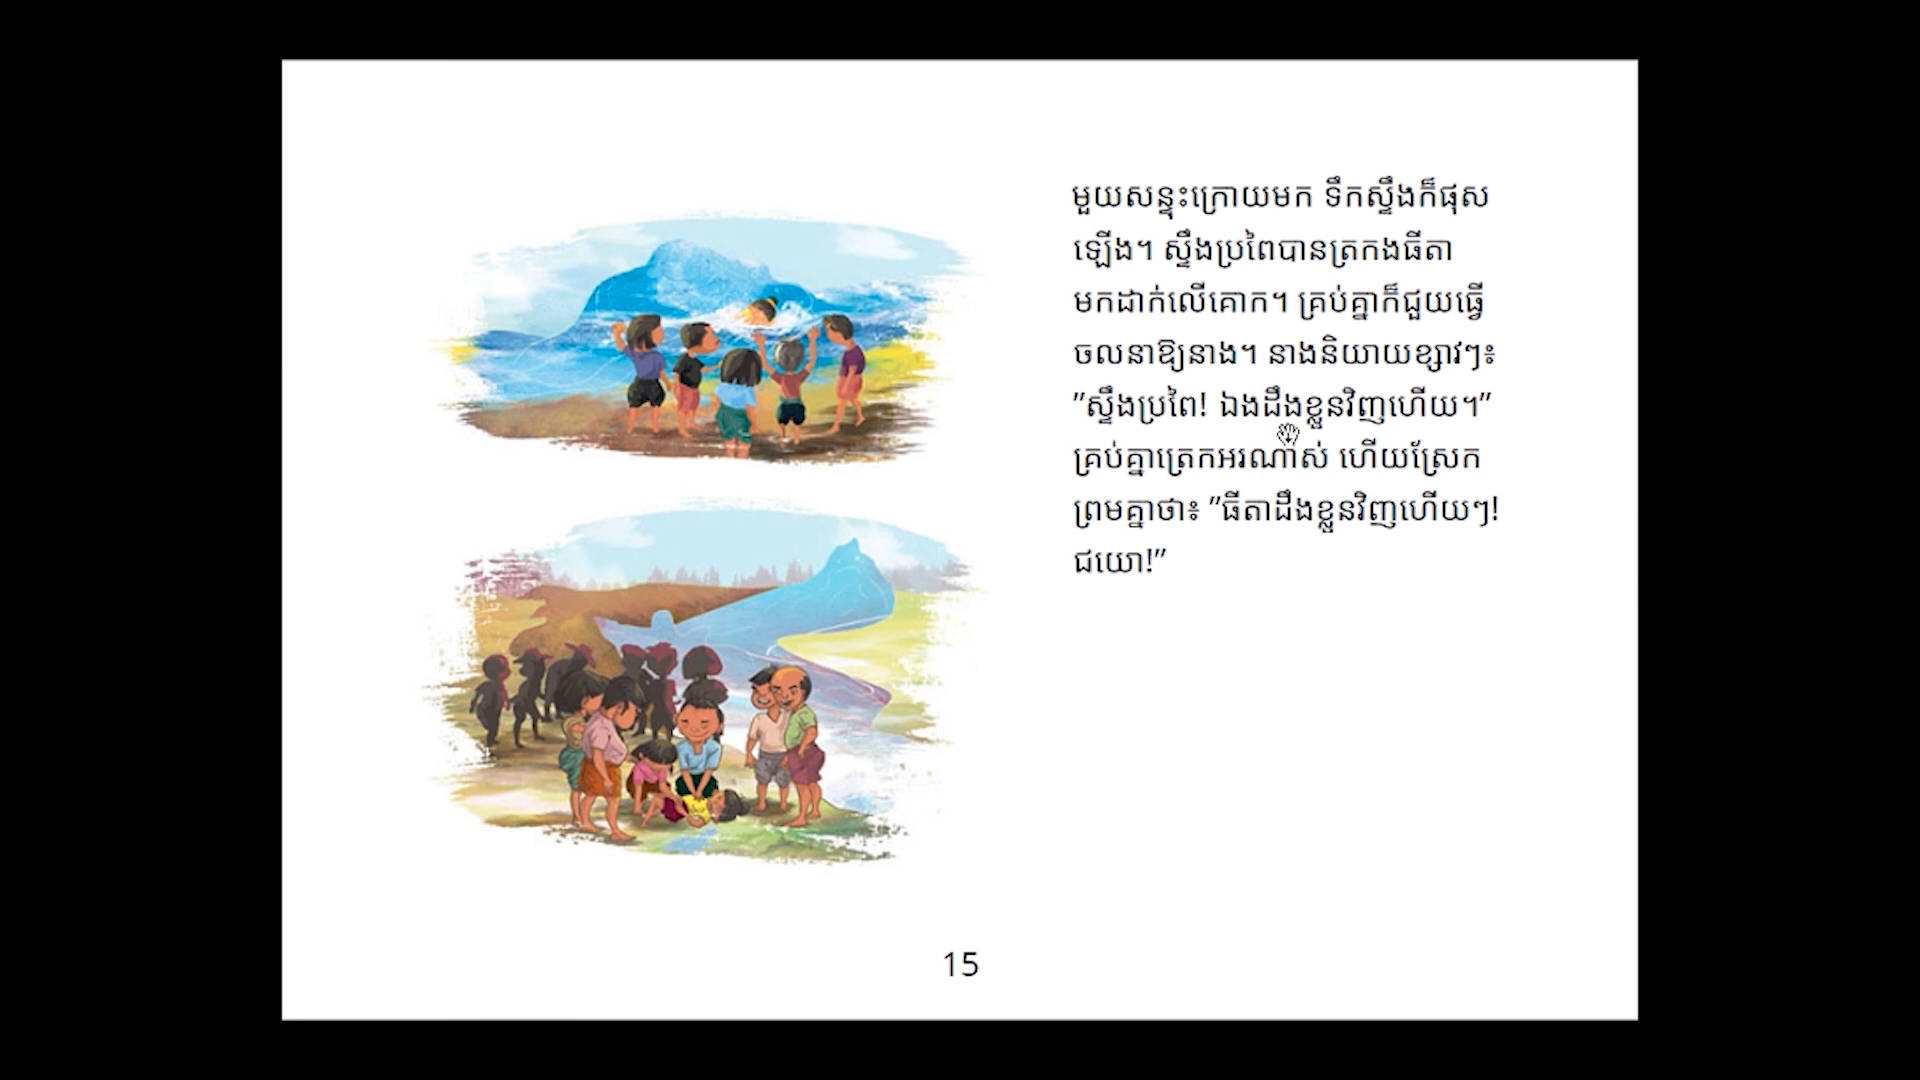 មួយសន្ទុះក្រោយមក ទឹកស្ទឹងក៏ផុស
ឡើង។ ស្ទឹងប្រពៃបានត្រកងធីតា
មកដាក់លើគោក។ គ្រប់គ្នាក៏ជួយធ្វើ
ចលនាឱ្យនាង។ នាងនិយាយខ្សាវៗ៖
"ស្ទឹងប្រពៃ! ឯងដឹងខ្លួនវិញហើយ។"
គ្រប់គ្នាត្រេកអរណាស់ ហើយស្រែក
ព្រមគ្នាថា៖ "ធីតាដឹងខ្លួនវិញហើយៗ!
ជយោ!"
15